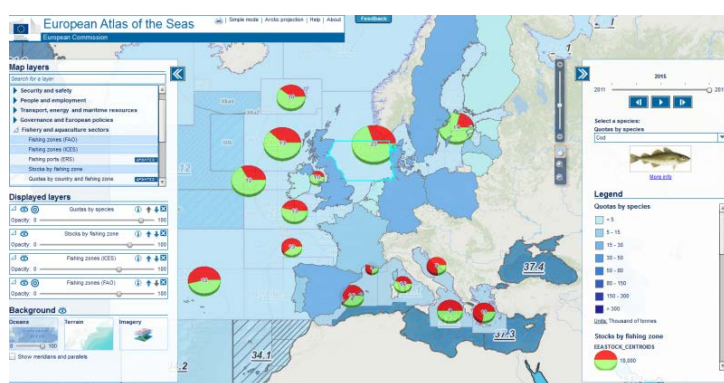 European Atlas of the Seas
European Commission
Simple mode | Arctic projection | Help | About
Feedback
Map layers
Search for a layer
Security and safety
People and employment
Transport, energy and maritime resources
Governance and European policies
Fishery and aquaculture sectors
Fishing zones (FAO)
Fishing zones (ICES)
Fishing ports (ERS)
Stocks by fishing zone
Quotas by country and fishing zone
Displayed layers
Quotas by species
Opacity: 0 100
Stocks by fishing zone
Opacity: 0 100
Fishing zones (ICES)
Opacity: 0 100
Fishing zones (FAO)
Opacity: 0 100
Background
Oceans
Terrain
Imagery
0 100
Show meridians and parallels
37.4
37.3
34.1
2015
2011
Select a species:
Quotas by species
Cod
More info
Legend
Quotas by species
< 5
5 - 15
15 - 30
30 - 50
50 - 80
80 - 150
150 - 300
> 300
Units: Thousand of tonnes
Stocks by fishing zone
EEASTOCK_CENTROIDS
10,000